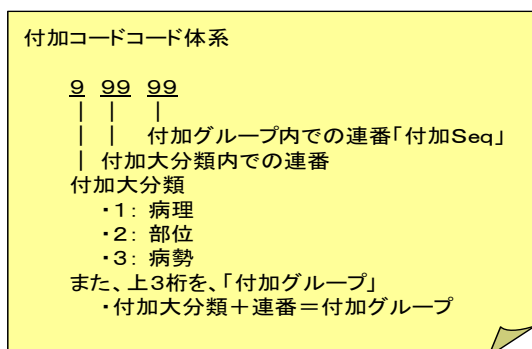 付加コードコード体系
9 99 99
| | |
| | 付加グループ内での連番「付加Seq」
| 付加大分類内での連番
付加大分類
・1: 病理
・2: 部位
・3: 病勢
また、上3桁を、「付加グループ」
・付加大分類+連番=付加グループ